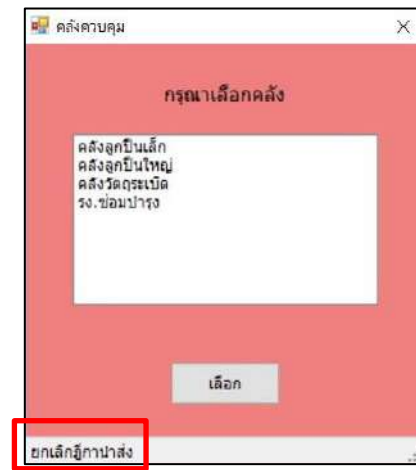 คลังควบคุม
กรุณาเลือกคลัง
คลังลูกปืนเล็ก
คลังลูกปืนใหญ่
คลังวัตถุระเบิด
รง.ซ่อมบำรุง
เลือก
ยกเลิกฎีกานำส่ง